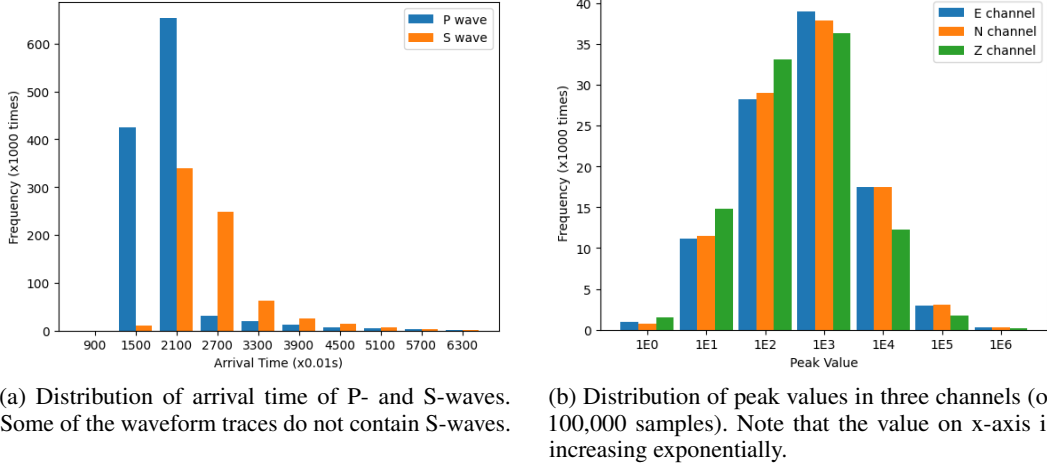 P wave
S wave
600
500
400
300
200
100
0
Frequency (x1000 times)
900 1500 2100 2700 3300 3900 4500 5100 5700 6300
Arrival Time (x0.01s)
(a) Distribution of arrival time of P- and S-waves.
Some of the waveform traces do not contain S-waves.
E channel
N channel
Z channel
40
35
30
25
20
15
10
5
0
Frequency (x1000 times)
1E0 1E1 1E2 1E3 1E4 1E5 1E6
Peak Value
(b) Distribution of peak values in three channels (o
100,000 samples). Note that the value on x-axis i
increasing exponentially.